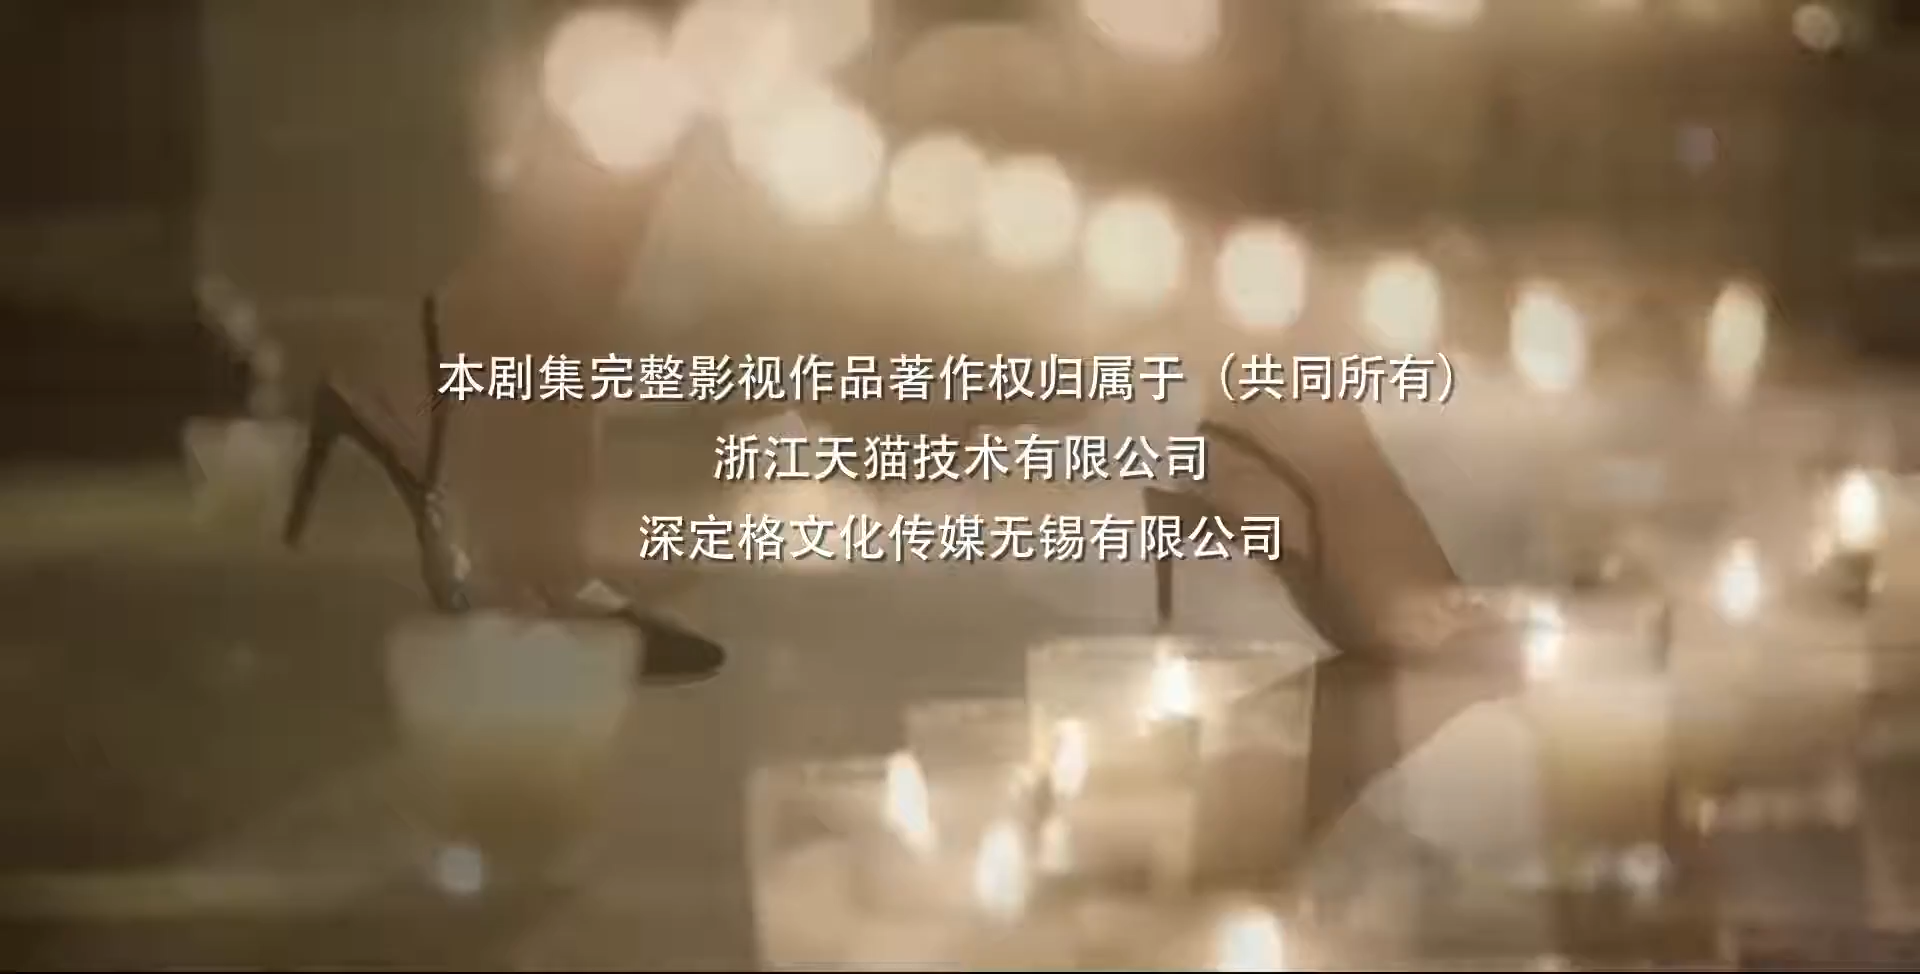 本剧集完整影视作品著作权归属于（共同所有）
浙江天猫技术有限公司
深定格文化传媒无锡有限公司